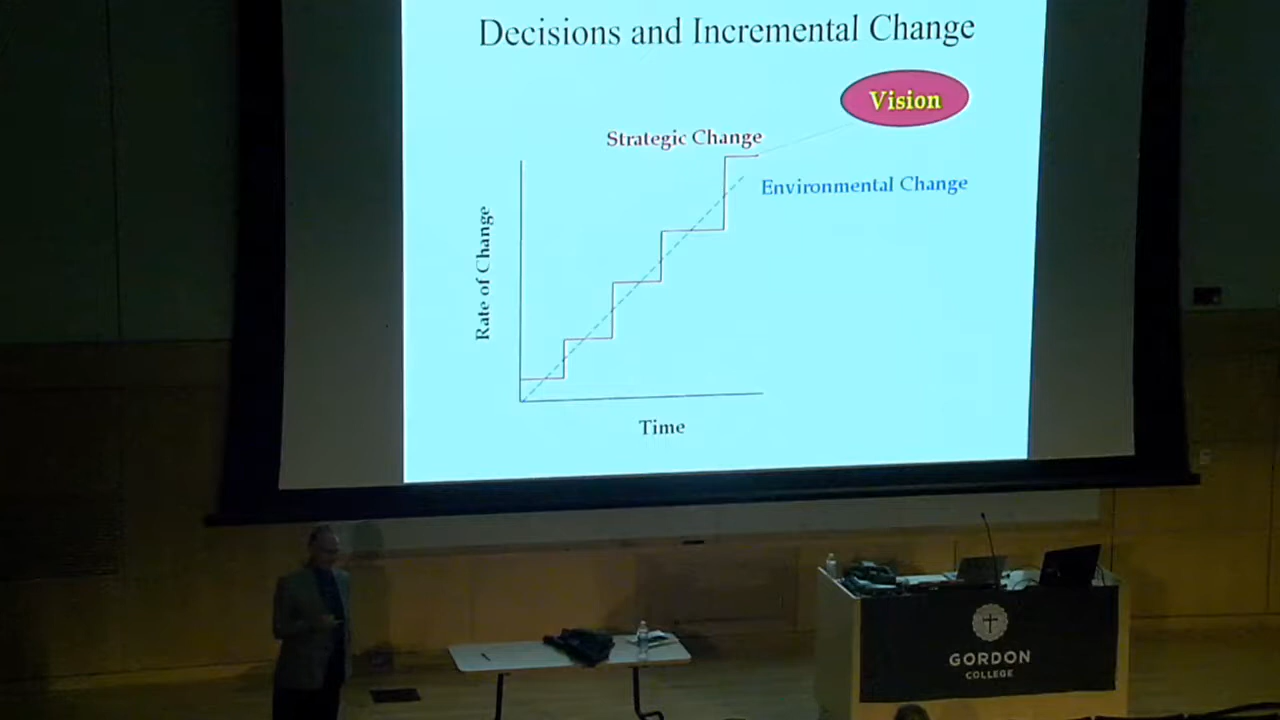 Decisions and Incremental Change
Vision
Strategic Change
Environmental Change
Rate of Change
Time
GORDON
COLLEGE